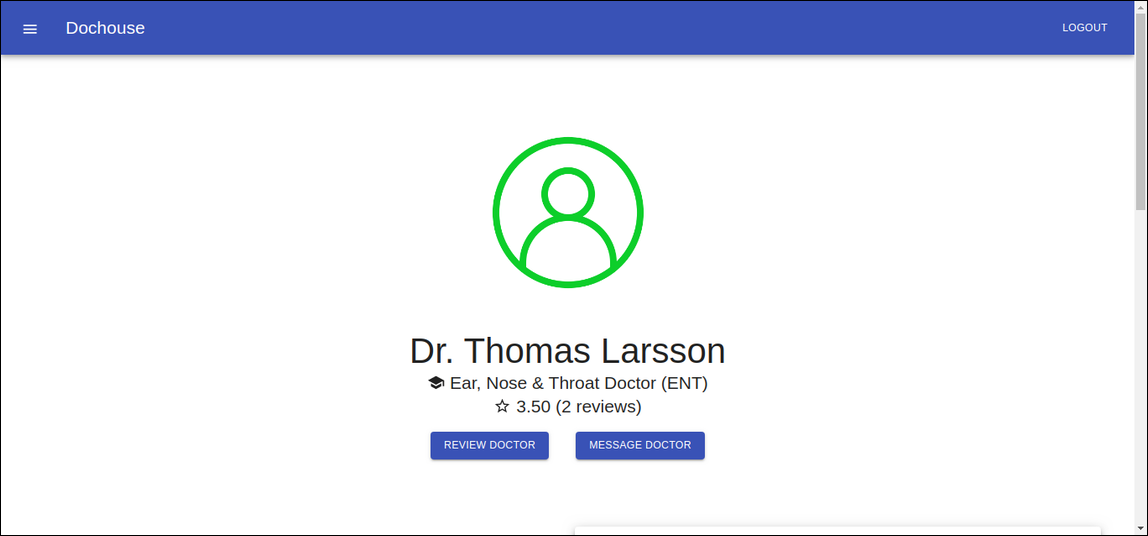 Dochouse
LOGOUT
Dr. Thomas Larsson
Ear, Nose & Throat Doctor (ENT)
3.50 (2 reviews)
REVIEW DOCTOR
MESSAGE DOCTOR